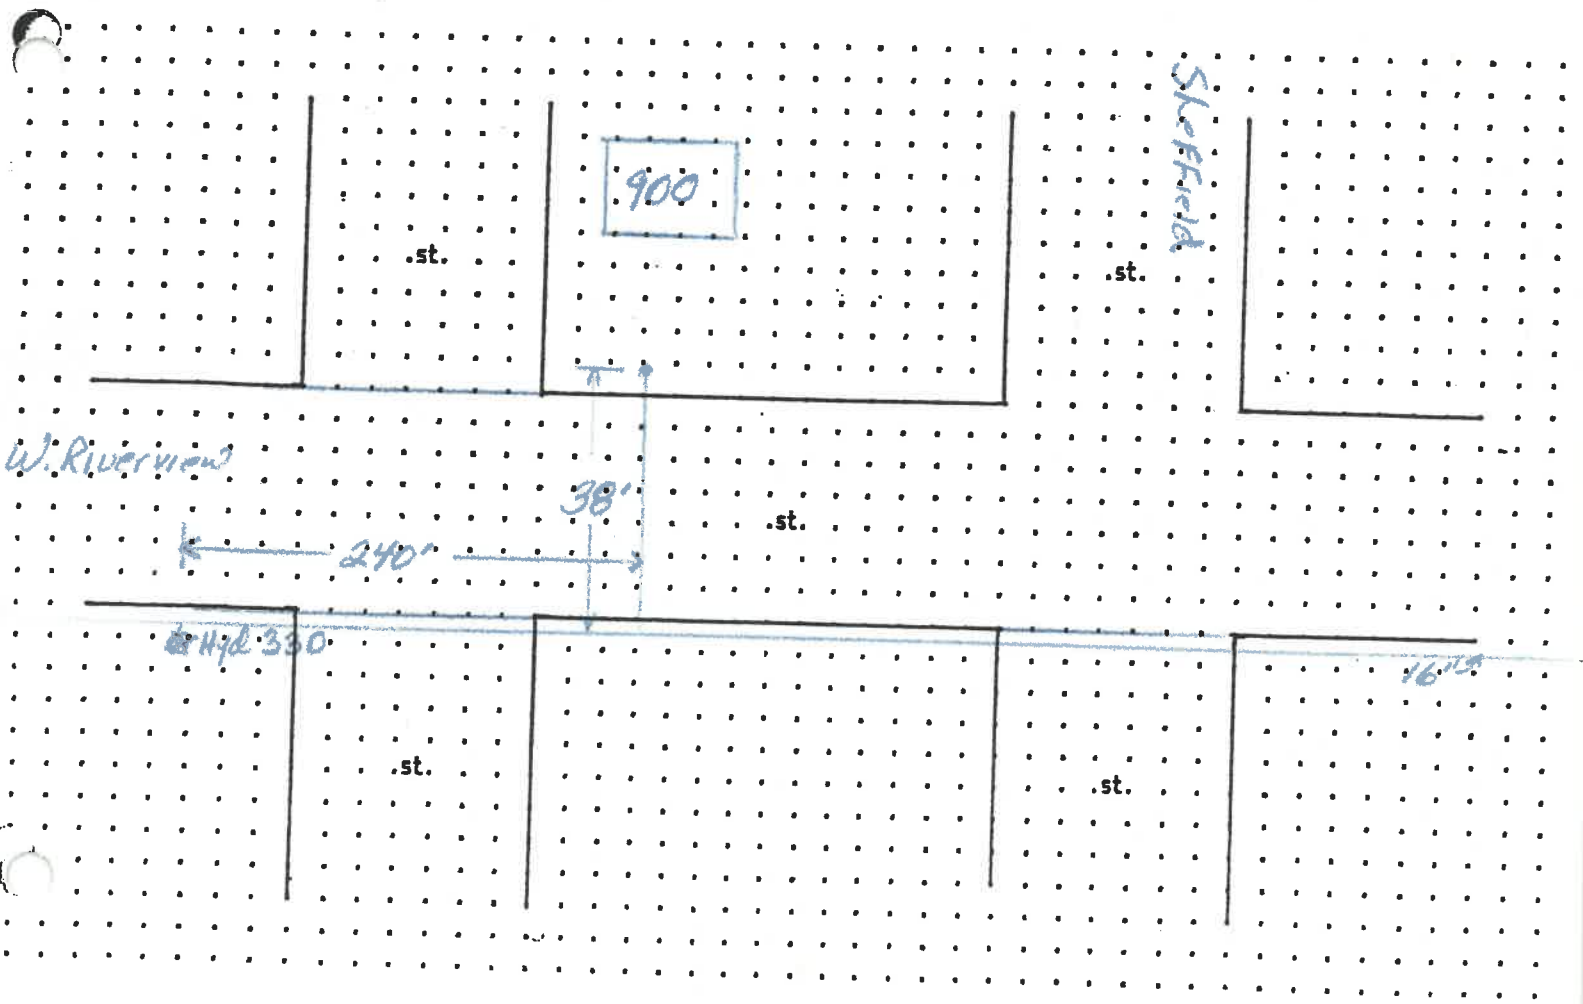 Sheffield
900
.st.
.st.
W. Riverview
38'
.st.
240'
Hyd 330
16"
.st.
.st.